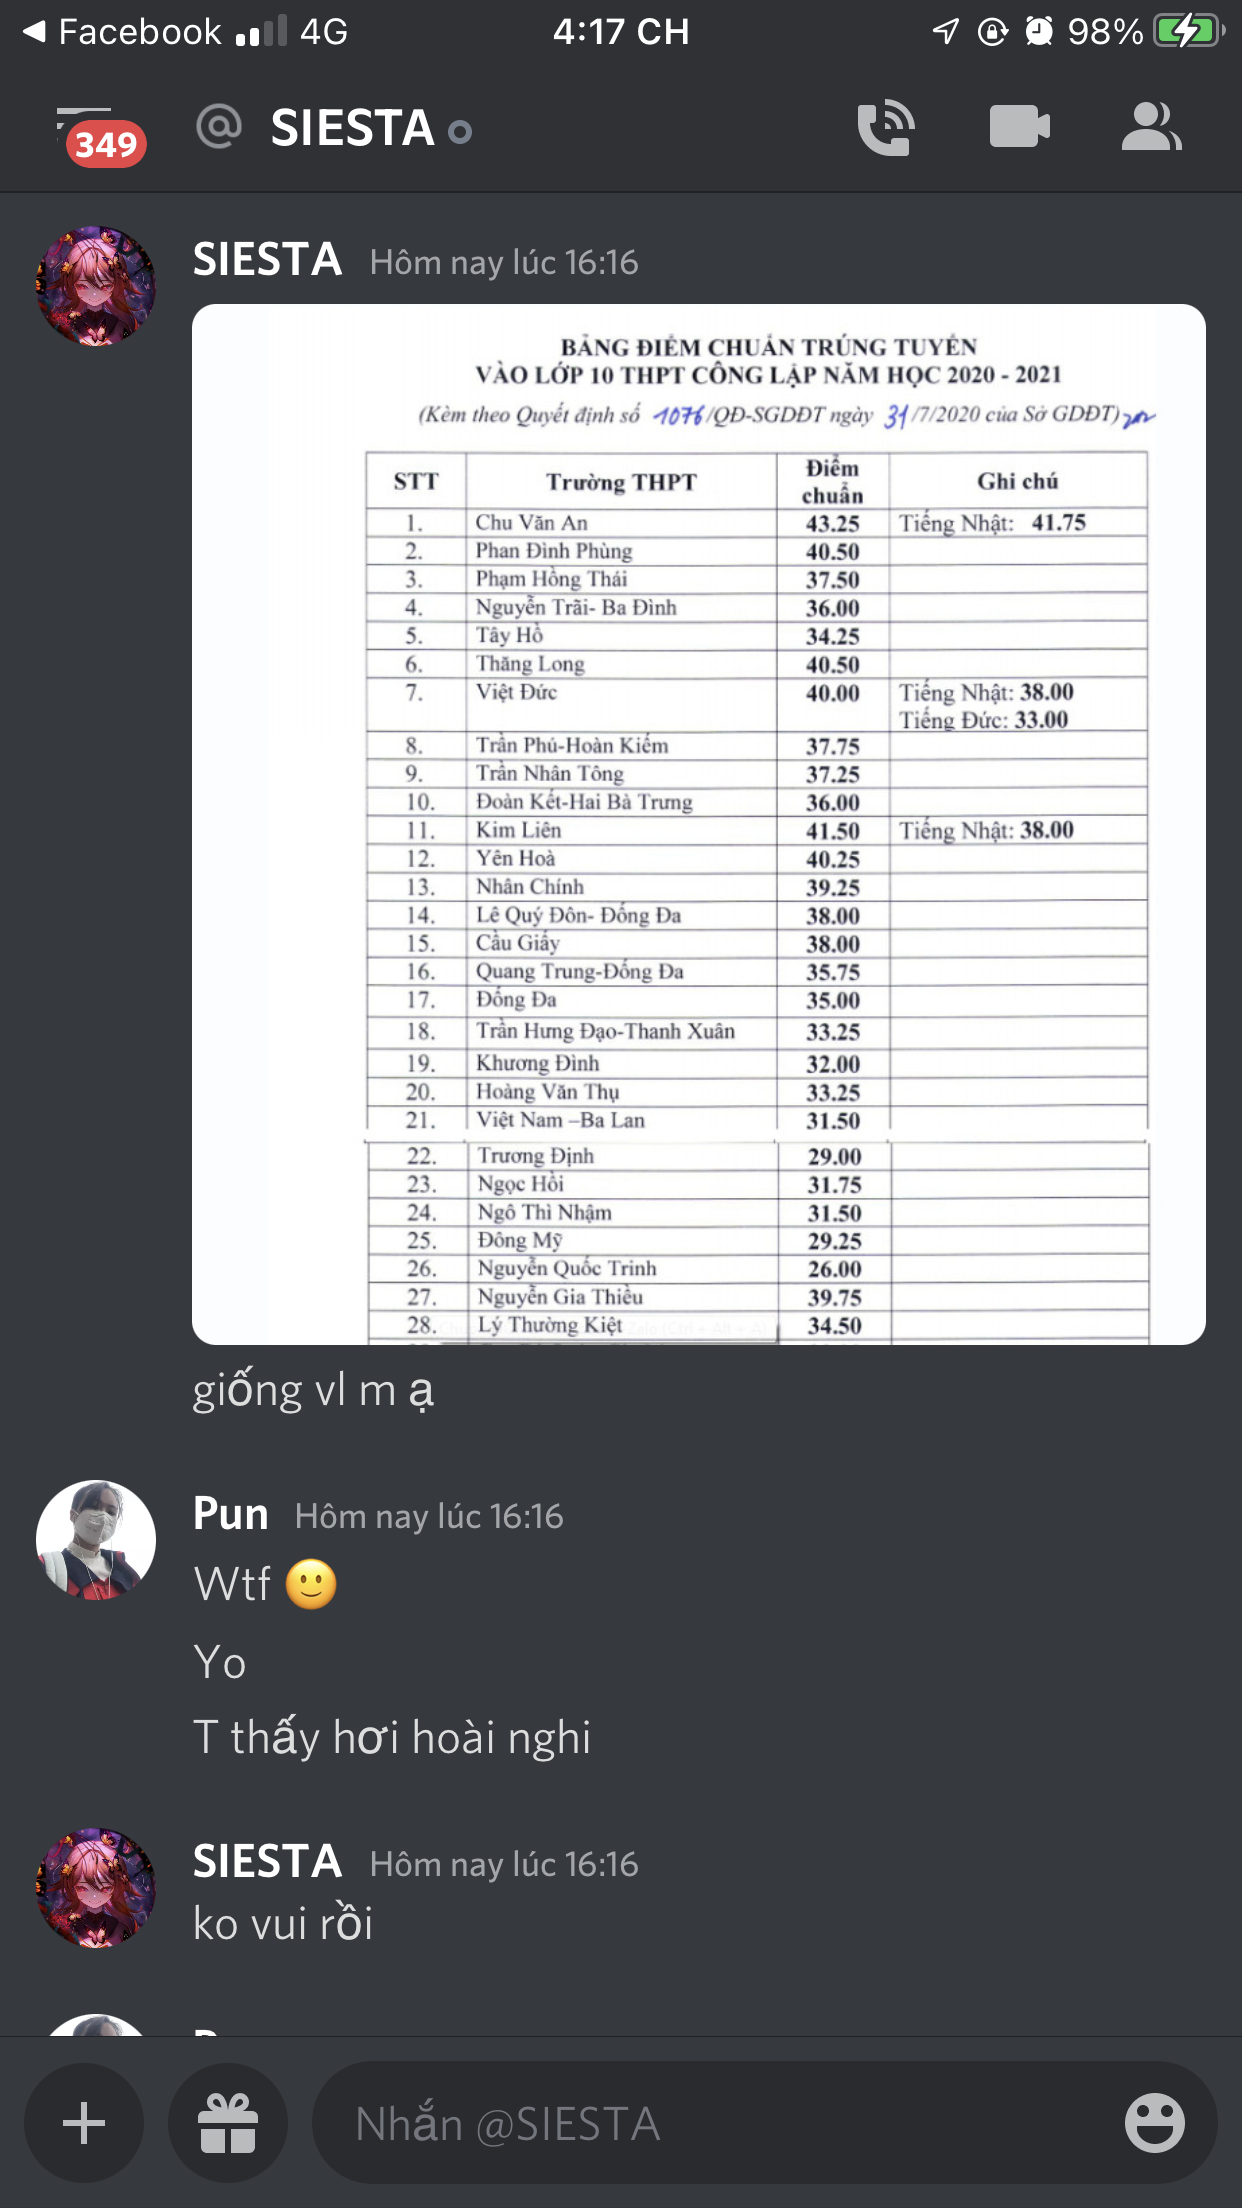 Facebook 4G 4:17 CH 98%
349 @ SIESTA
SIESTA Hôm nay lúc 16:16
BẢNG ĐIỂM CHUẨN TRÚNG TUYỂN
VÀO LỚP 10 THPT CÔNG LẬP NĂM HỌC 2020 - 2021
(Kèm theo Quyết định số 1076/QĐ-SGDĐT ngày 31/7/2020 của Sở GDĐT)
STT Trường THPT Điểm chuẩn Ghi chú
1. Chu Văn An 43.25 Tiếng Nhật: 41.75
2. Phan Đình Phùng 40.50
3. Phạm Hồng Thái 37.50
4. Nguyễn Trãi- Ba Đình 36.00
5. Tây Hồ 34.25
6. Thăng Long 40.50
7. Việt Đức 40.00 Tiếng Nhật: 38.00
Tiếng Đức: 33.00
8. Trần Phú-Hoàn Kiếm 37.75
9. Trần Nhân Tông 37.25
10. Đoàn Kết-Hai Bà Trưng 36.00
11. Kim Liên 41.50 Tiếng Nhật: 38.00
12. Yên Hoà 40.25
13. Nhân Chính 39.25
14. Lê Quý Đôn- Đống Đa 38.00
15. Cầu Giấy 38.00
16. Quang Trung-Đống Đa 35.75
17. Đống Đa 35.00
18. Trần Hưng Đạo-Thanh Xuân 33.25
19. Khương Đình 32.00
20. Hoàng Văn Thụ 33.25
21. Việt Nam –Ba Lan 31.50
22. Trương Định 29.00
23. Ngọc Hồi 31.75
24. Ngô Thì Nhậm 31.50
25. Đông Mỹ 29.25
26. Nguyễn Quốc Trinh 26.00
27. Nguyễn Gia Thiều 39.75
28. Lý Thường Kiệt 34.50
giống vl m ạ
Pun Hôm nay lúc 16:16
Wtf 🙂
Yo
T thấy hơi hoài nghi
SIESTA Hôm nay lúc 16:16
ko vui rồi
Nhắn @SIESTA